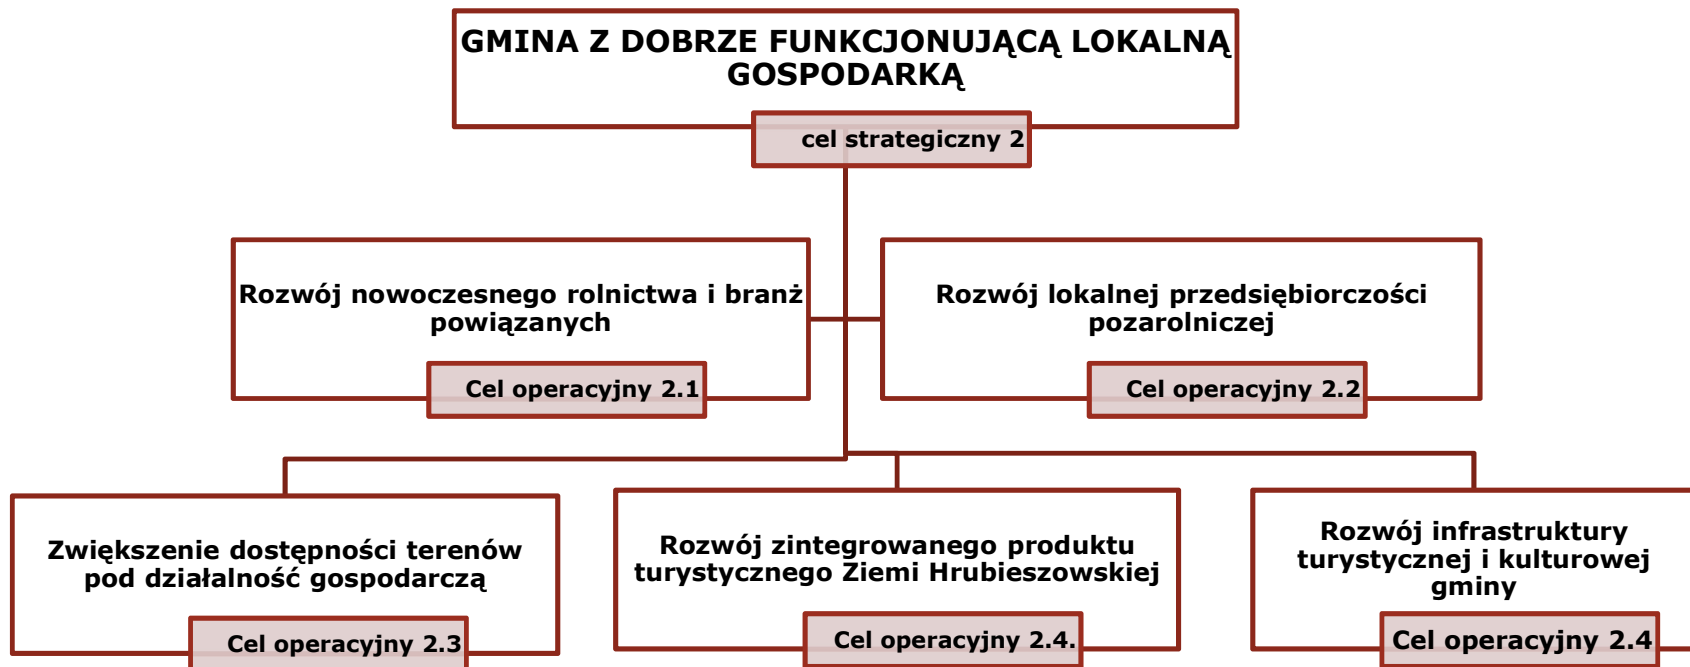 GMINA Z DOBRZE FUNKCJONUJĄCĄ LOKALNĄ
GOSPODARKĄ
cel strategiczny 2
Rozwój nowoczesnego rolnictwa i branż
powiązanych
Cel operacyjny 2.1
Rozwój lokalnej przedsiębiorczości
pozarolniczej
Cel operacyjny 2.2
Zwiększenie dostępności terenów
pod działalność gospodarczą
Cel operacyjny 2.3
Rozwój zintegrowanego produktu
turystycznego Ziemi Hrubieszowskiej
Cel operacyjny 2.4.
Rozwój infrastruktury
turystycznej i kulturowej
gminy
Cel operacyjny 2.4